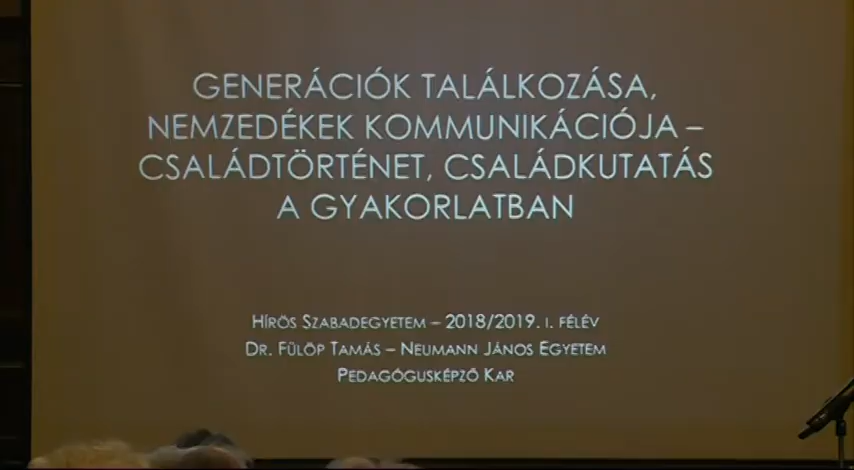 GENERÁCIÓK TALÁLKOZÁSA,
NEMZEDÉKEK KOMMUNIKÁCIÓJA –
CSALÁDTÖRTÉNET, CSALÁDKUTATÁS
A GYAKORLATBAN
HÍRÖS SZABADEGYETEM – 2018/2019. I. FÉLÉV
DR. FÜLÖP TAMÁS – NEUMANN JÁNOS EGYETEM
PEDAGÓGUSKÉPZŐ KAR